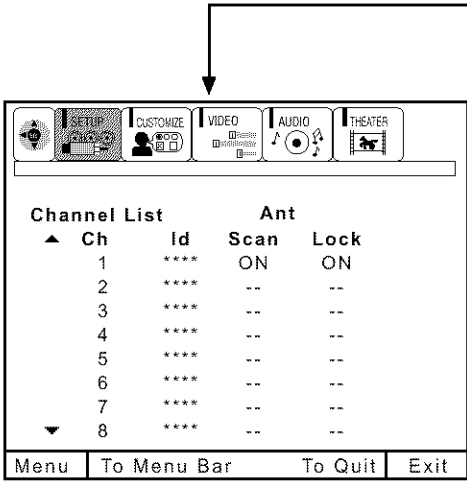 SETUP CUSTOMIZE VIDEO AUDIO THEATER
Channel List Ant
Ch Id Scan Lock
1 **** ON ON
2 **** -- --
3 **** -- --
4 **** -- --
5 **** -- --
6 **** -- --
7 **** -- --
8 **** -- --
Menu To Menu Bar To Quit Exit